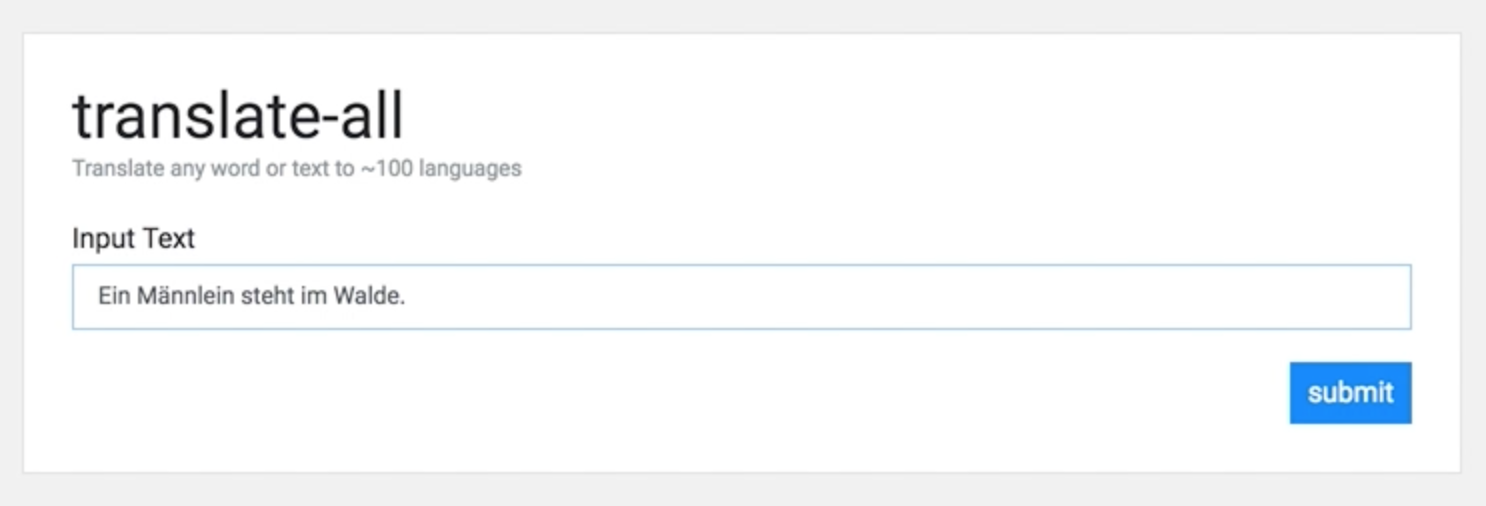 translate-all
Translate any word or text to ~100 languages
Input Text
Ein Männlein steht im Walde.
submit